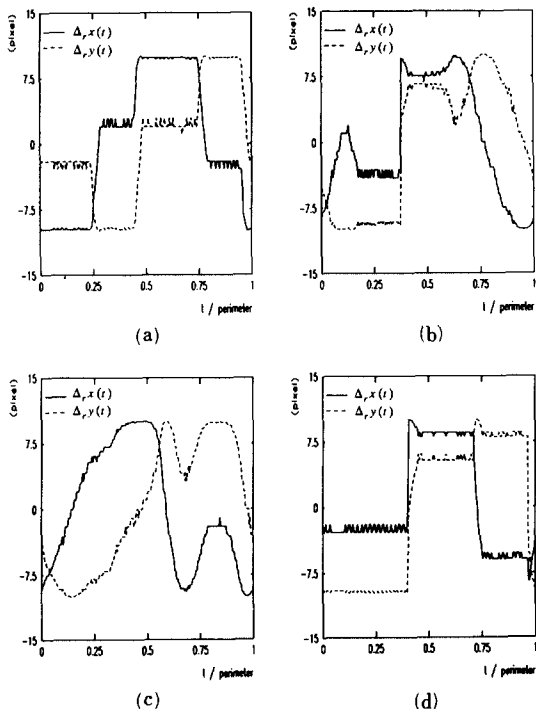 (pixel)
15
Δᵣx(t)
Δᵣy(t)
7.5
0
-7.5
-15
0
0.25
0.5
0.75
1
l / perimeter
(a)
(pixel)
15
Δᵣx(t)
Δᵣy(t)
7.5
0
-7.5
-15
0
0.25
0.5
0.75
1
l / perimeter
(b)
(pixel)
15
Δᵣx(t)
Δᵣy(t)
7.5
0
-7.5
-15
0
0.25
0.5
0.75
1
l / perimeter
(c)
(pixel)
15
Δᵣx(t)
Δᵣy(t)
7.5
0
-7.5
-15
0
0.25
0.5
0.75
1
l / perimeter
(d)